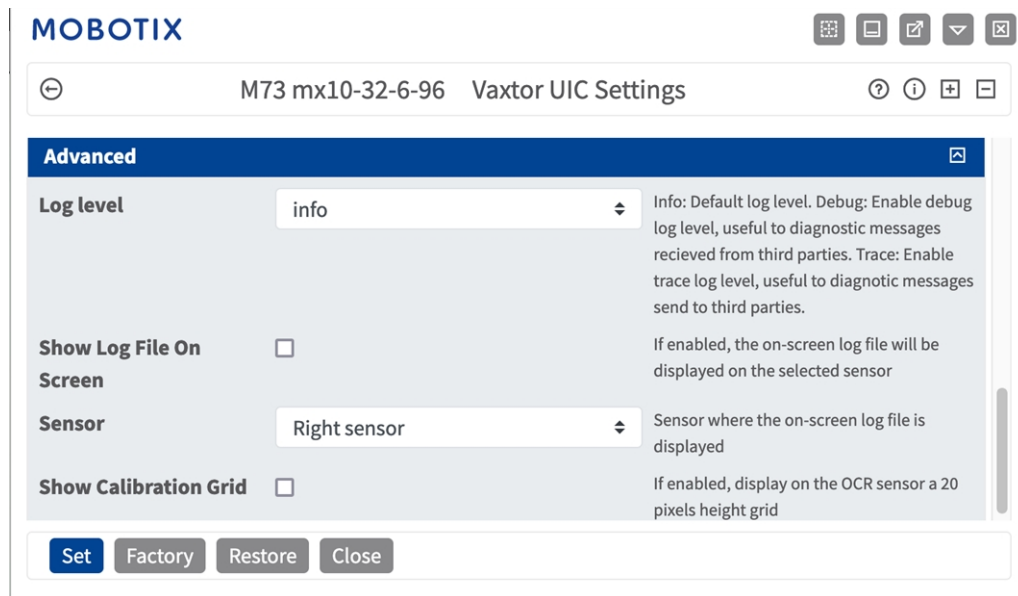 MOBOTIX
M73 mx10-32-6-96 Vaxtor UIC Settings
Advanced
Log level
info
Info: Default log level. Debug: Enable debug
log level, useful to diagnostic messages
recieved from third parties. Trace: Enable
trace log level, useful to diagnotic messages
send to third parties.
Show Log File On
Screen
If enabled, the on-screen log file will be
displayed on the selected sensor
Sensor
Right sensor
Sensor where the on-screen log file is
displayed
Show Calibration Grid
If enabled, display on the OCR sensor a 20
pixels height grid
Set Factory Restore Close